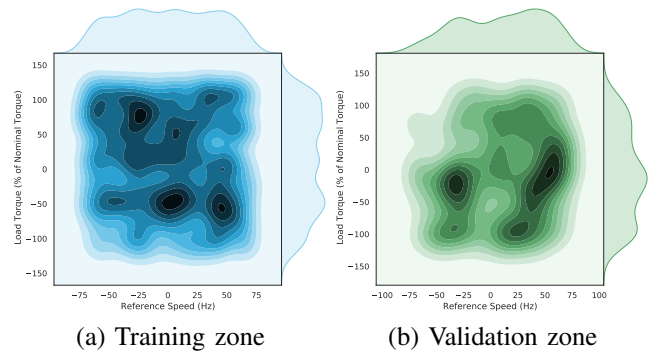 150
100
50
0
−50
−100
−150
Load Torque (% of Nominal Torque)
−75 −50 −25 0 25 50 75
Reference Speed (Hz)
(a) Training zone
150
100
50
0
−50
−100
−150
Load Torque (% of Nominal Torque)
−100 −75 −50 −25 0 25 50 75 100
Reference Speed (Hz)
(b) Validation zone